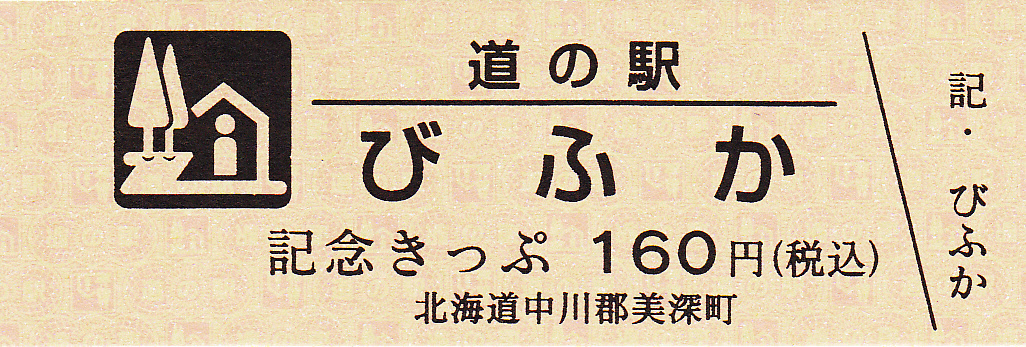 道の駅
びふか
記念きっぷ 160円(税込)
北海道中川郡美深町
記・びふか